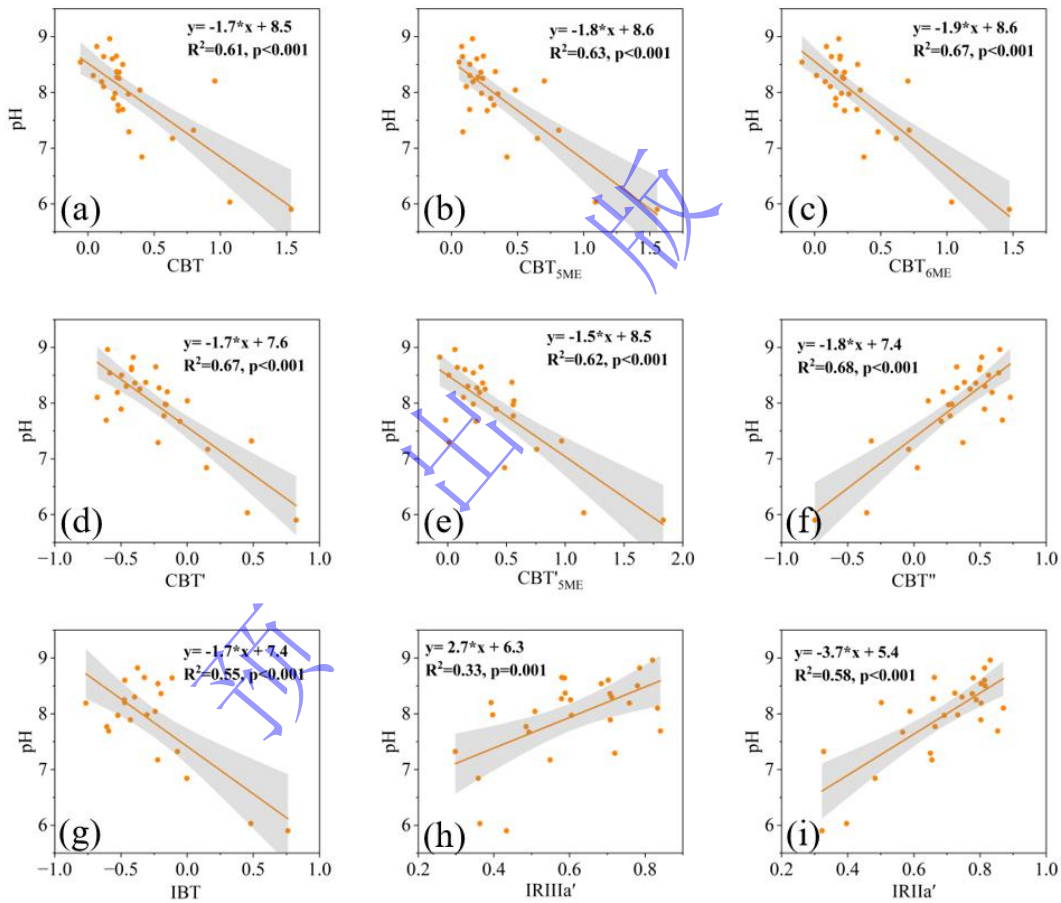 y= -1.7*x + 8.5
R²=0.61, p<0.001
9
8
7
6
pH
(a)
0.0 0.5 1.0 1.5
CBT
y= -1.8*x + 8.6
R²=0.63, p<0.001
9
8
7
6
pH
(b)
0.0 0.5 1.0 1.5
CBT5ME
y= -1.9*x + 8.6
R²=0.67, p<0.001
9
8
7
6
pH
(c)
0.0 0.5 1.0 1.5
CBT6ME
y= -1.7*x + 7.6
R²=0.67, p<0.001
9
8
7
6
pH
(d)
−1.0 −0.5 0.0 0.5 1.0
CBT'
y= -1.5*x + 8.5
R²=0.62, p<0.001
9
8
7
6
pH
(e)
0.0 0.5 1.0 1.5 2.0
CBT'5ME
y= -1.8*x + 7.4
R²=0.68, p<0.001
9
8
7
6
pH
(f)
−1.0 −0.5 0.0 0.5 1.0
CBT"
y= -1.7*x + 7.4
R²=0.55, p<0.001
9
8
7
6
pH
(g)
−1.0 −0.5 0.0 0.5 1.0
IBT
y= 2.7*x + 6.3
R²=0.33, p=0.001
9
8
7
6
pH
(h)
0.2 0.4 0.6 0.8 1.0
IRIIIa′
y= -3.7*x + 5.4
R²=0.58, p<0.001
9
8
7
6
pH
(i)
0.2 0.4 0.6 0.8 1.0
IRIIa′
预出版